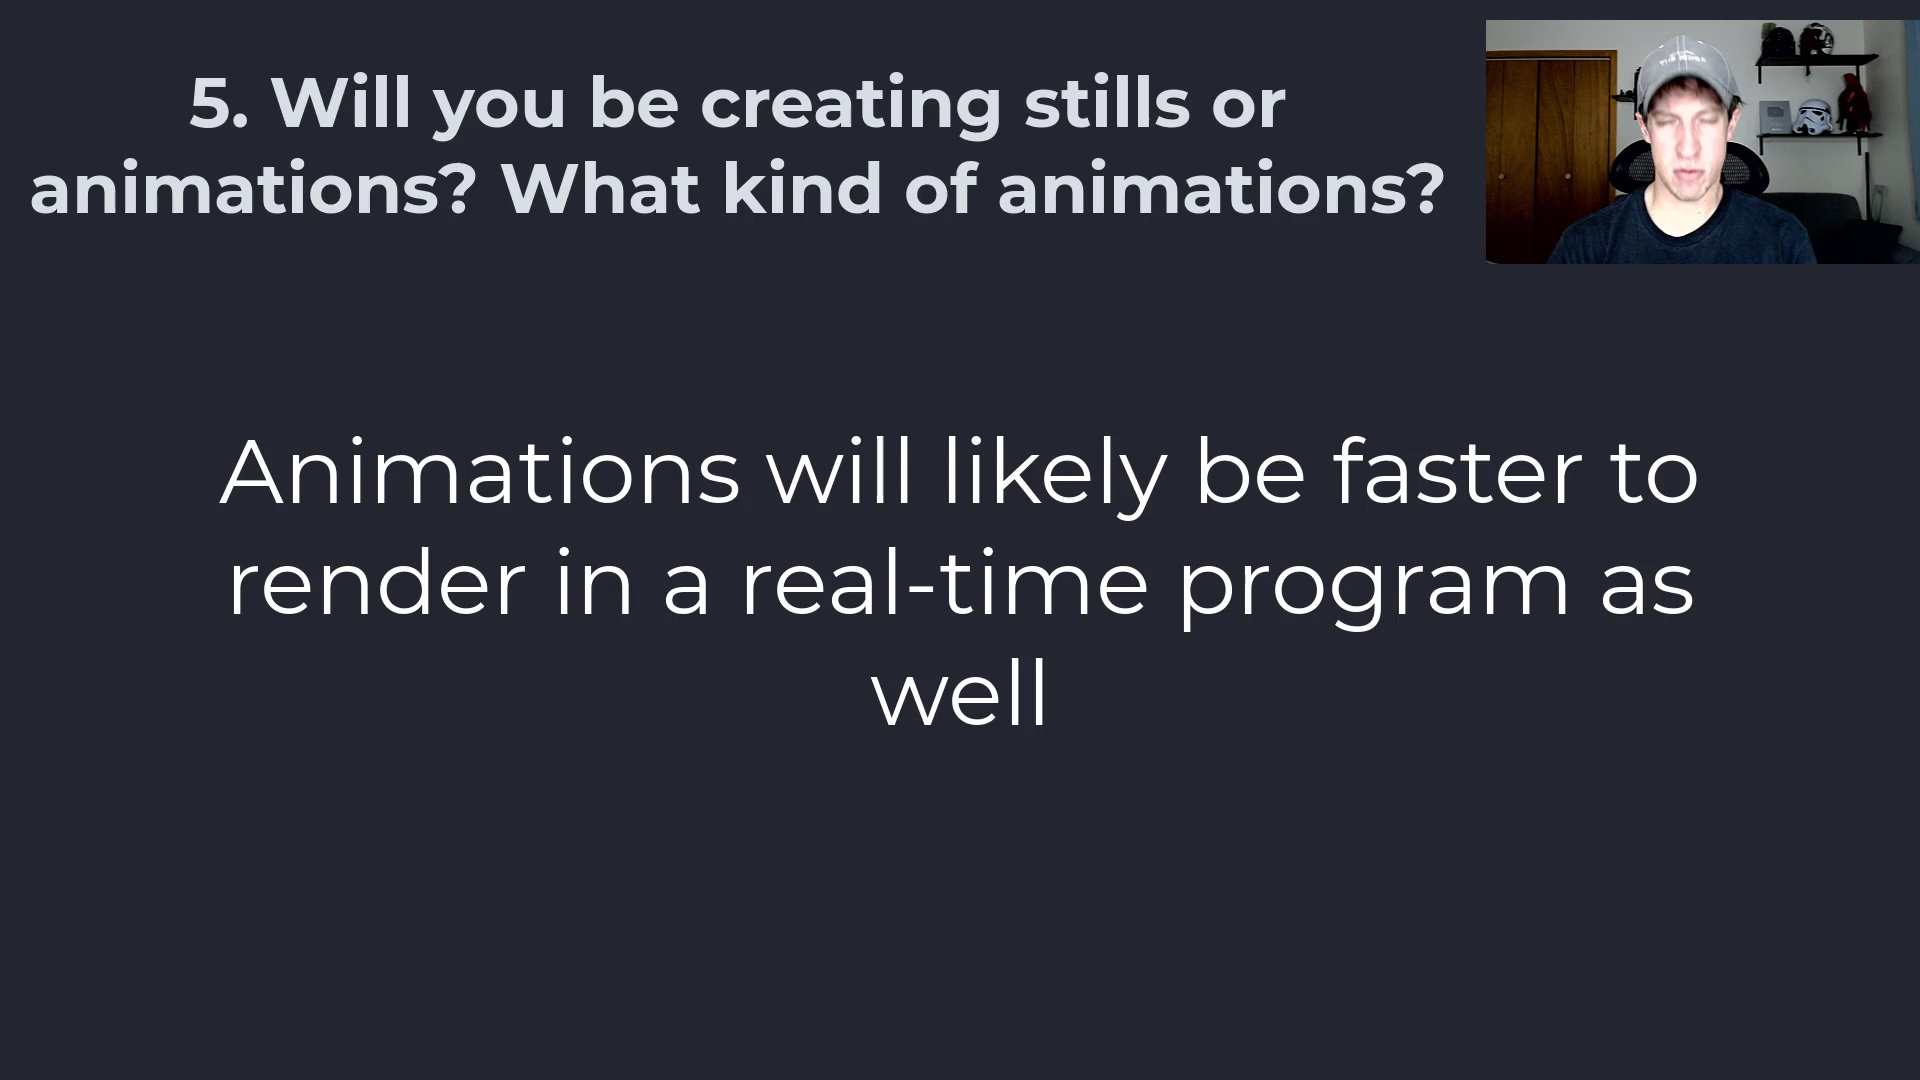 5. Will you be creating stills or
animations? What kind of animations?
Animations will likely be faster to
render in a real-time program as
well